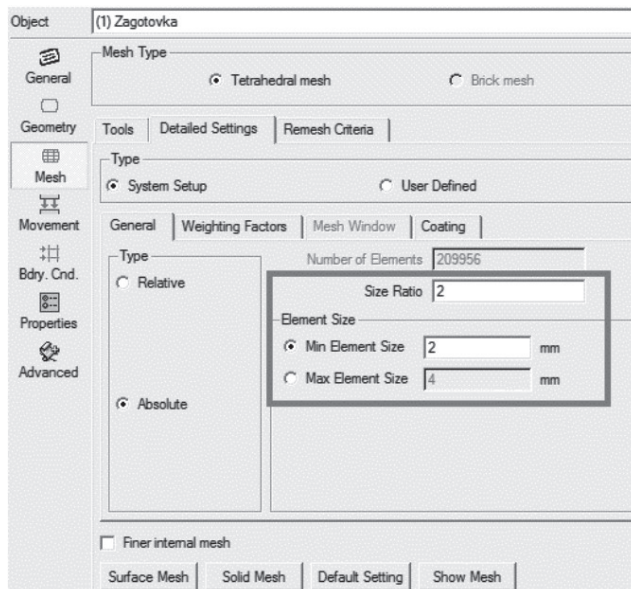 Object (1) Zagotovka
General
Geometry
Mesh
Movement
Bdry. Cnd.
Properties
Advanced
Mesh Type
Tetrahedral mesh Brick mesh
Tools Detailed Settings Remesh Criteria
Type
System Setup User Defined
General Weighting Factors Mesh Window Coating
Type
Relative
Absolute
Number of Elements 209956
Size Ratio 2
Element Size
Min Element Size 2 mm
Max Element Size 4 mm
Finer internal mesh
Surface Mesh Solid Mesh Default Setting Show Mesh